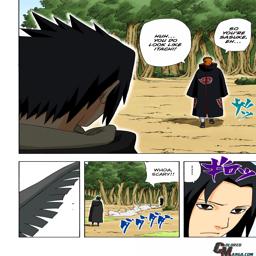 SO
YOU'RE
SASUKE,
EH...
HUH...
YOU DO
LOOK LIKE
ITACHI!
WHOA,
SCARY!!
COLORED
MANGA.COM